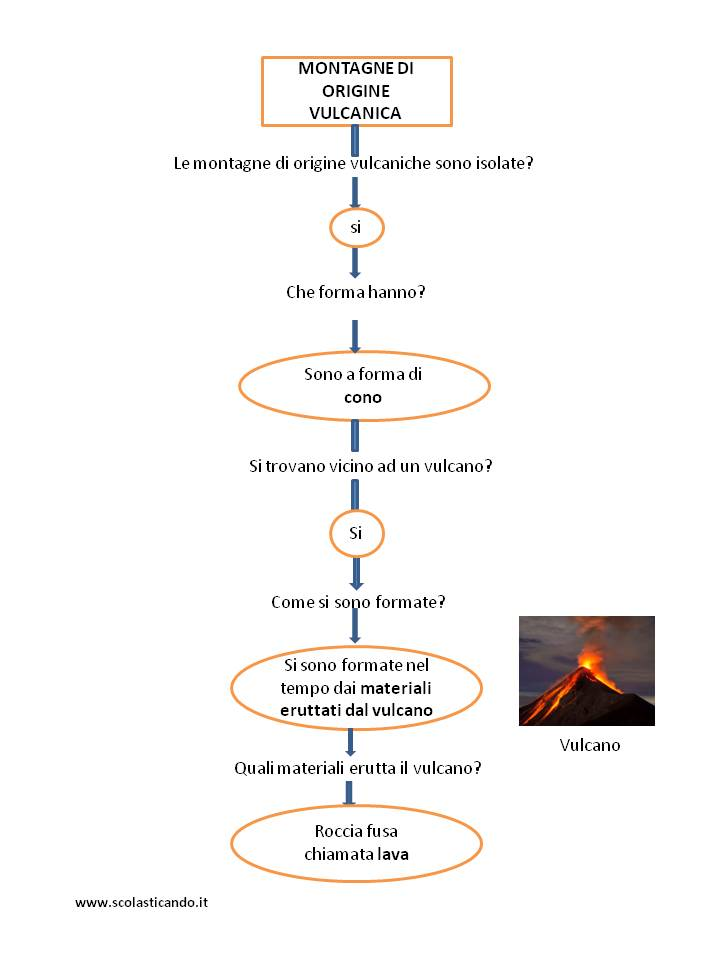 MONTAGNE DI
ORIGINE
VULCANICA
Le montagne di origine vulcaniche sono isolate?
si
Che forma hanno?
Sono a forma di
cono
Si trovano vicino ad un vulcano?
Si
Come si sono formate?
Si sono formate nel
tempo dai materiali
eruttati dal vulcano
Vulcano
Quali materiali erutta il vulcano?
Roccia fusa
chiamata lava
www.scolasticando.it